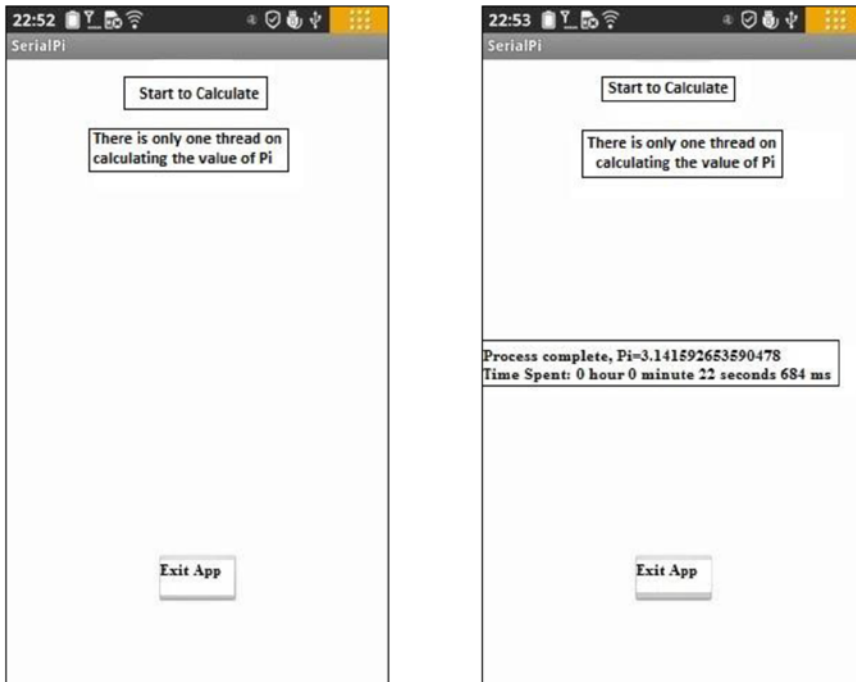 22:52
SerialPi
Start to Calculate
There is only one thread on
calculating the value of Pi
Exit App
22:53
SerialPi
Start to Calculate
There is only one thread on
calculating the value of Pi
Process complete, Pi=3.141592653590478
Time Spent: 0 hour 0 minute 22 seconds 684 ms
Exit App